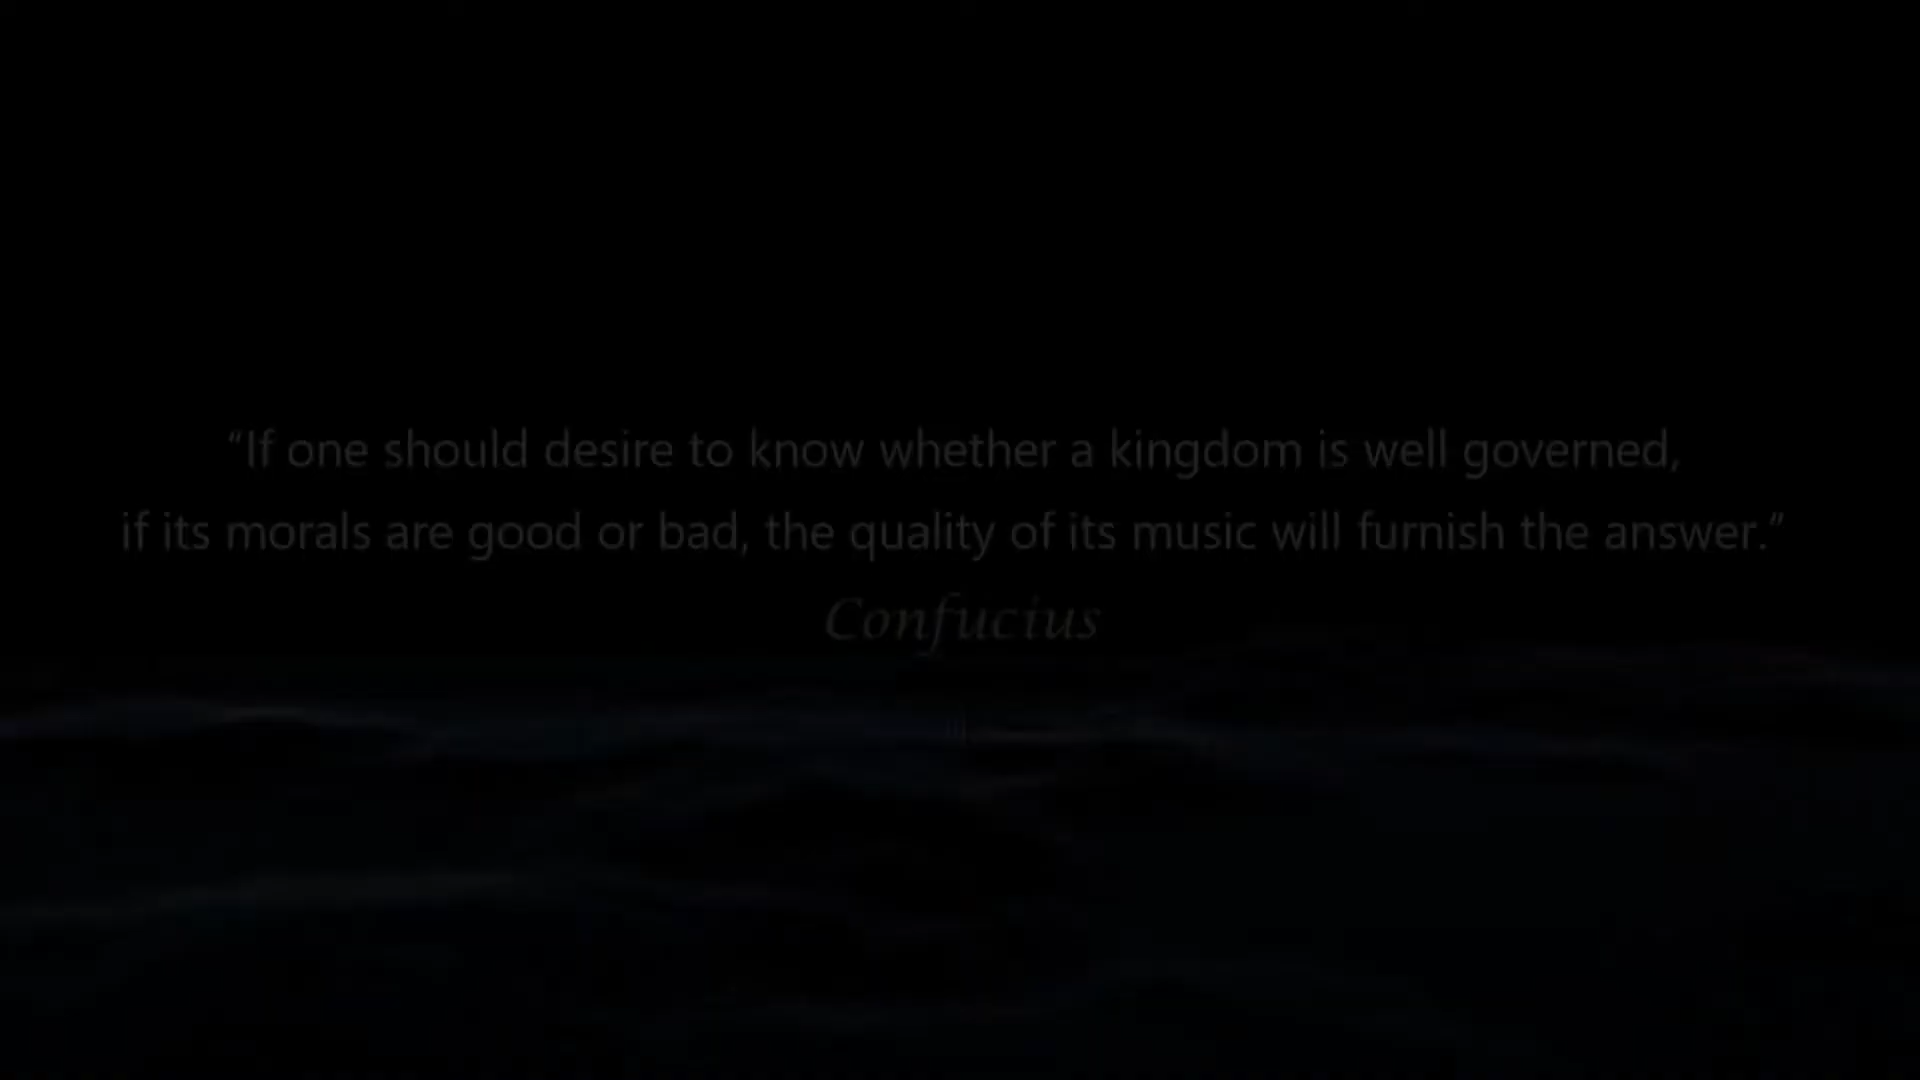 “If one should desire to know whether a kingdom is well governed,
if its morals are good or bad, the quality of its music will furnish the answer.”
Confucius